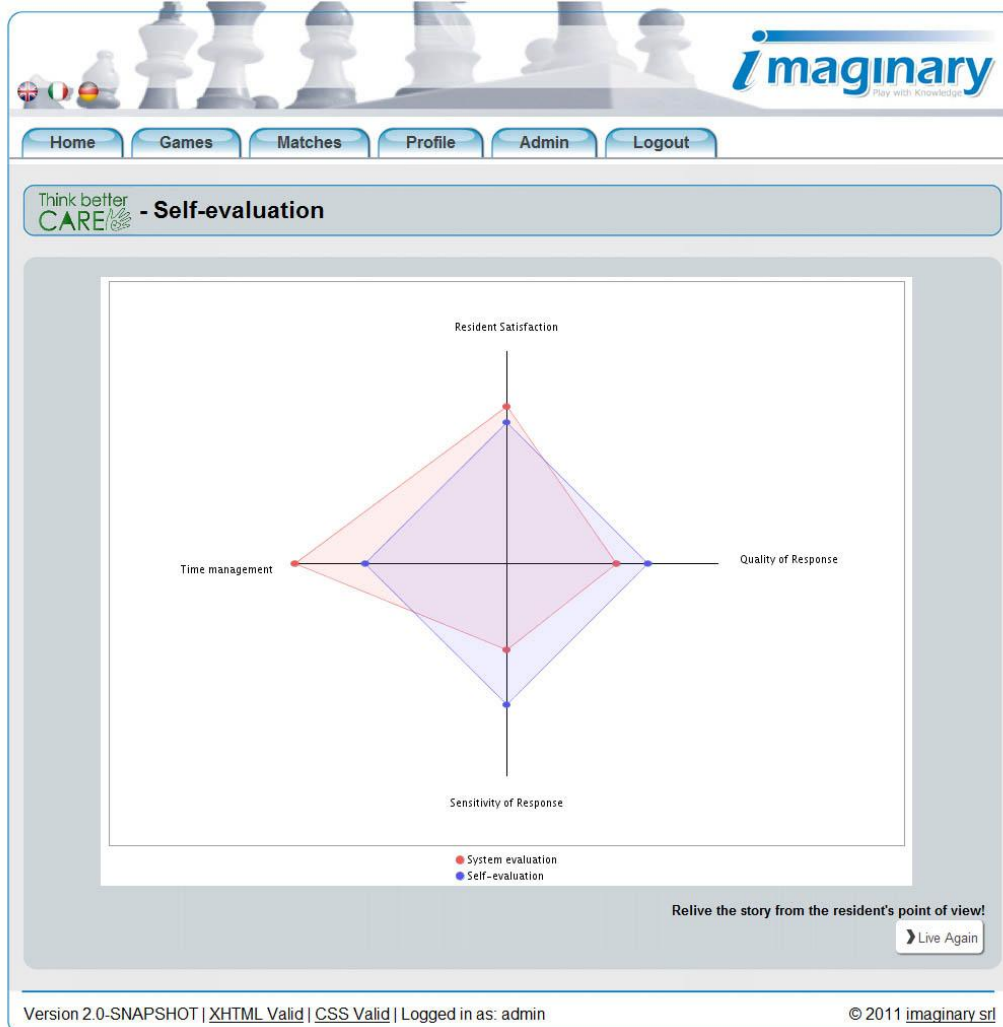 imaginary
Play with Knowledge
Home Games Matches Profile Admin Logout
Think better
CARE - Self-evaluation
Resident Satisfaction
Quality of Response
Time management
Sensitivity of Response
System evaluation
Self-evaluation
Relive the story from the resident's point of view!
Live Again
Version 2.0-SNAPSHOT | XHTML Valid | CSS Valid | Logged in as: admin © 2011 imaginary srl